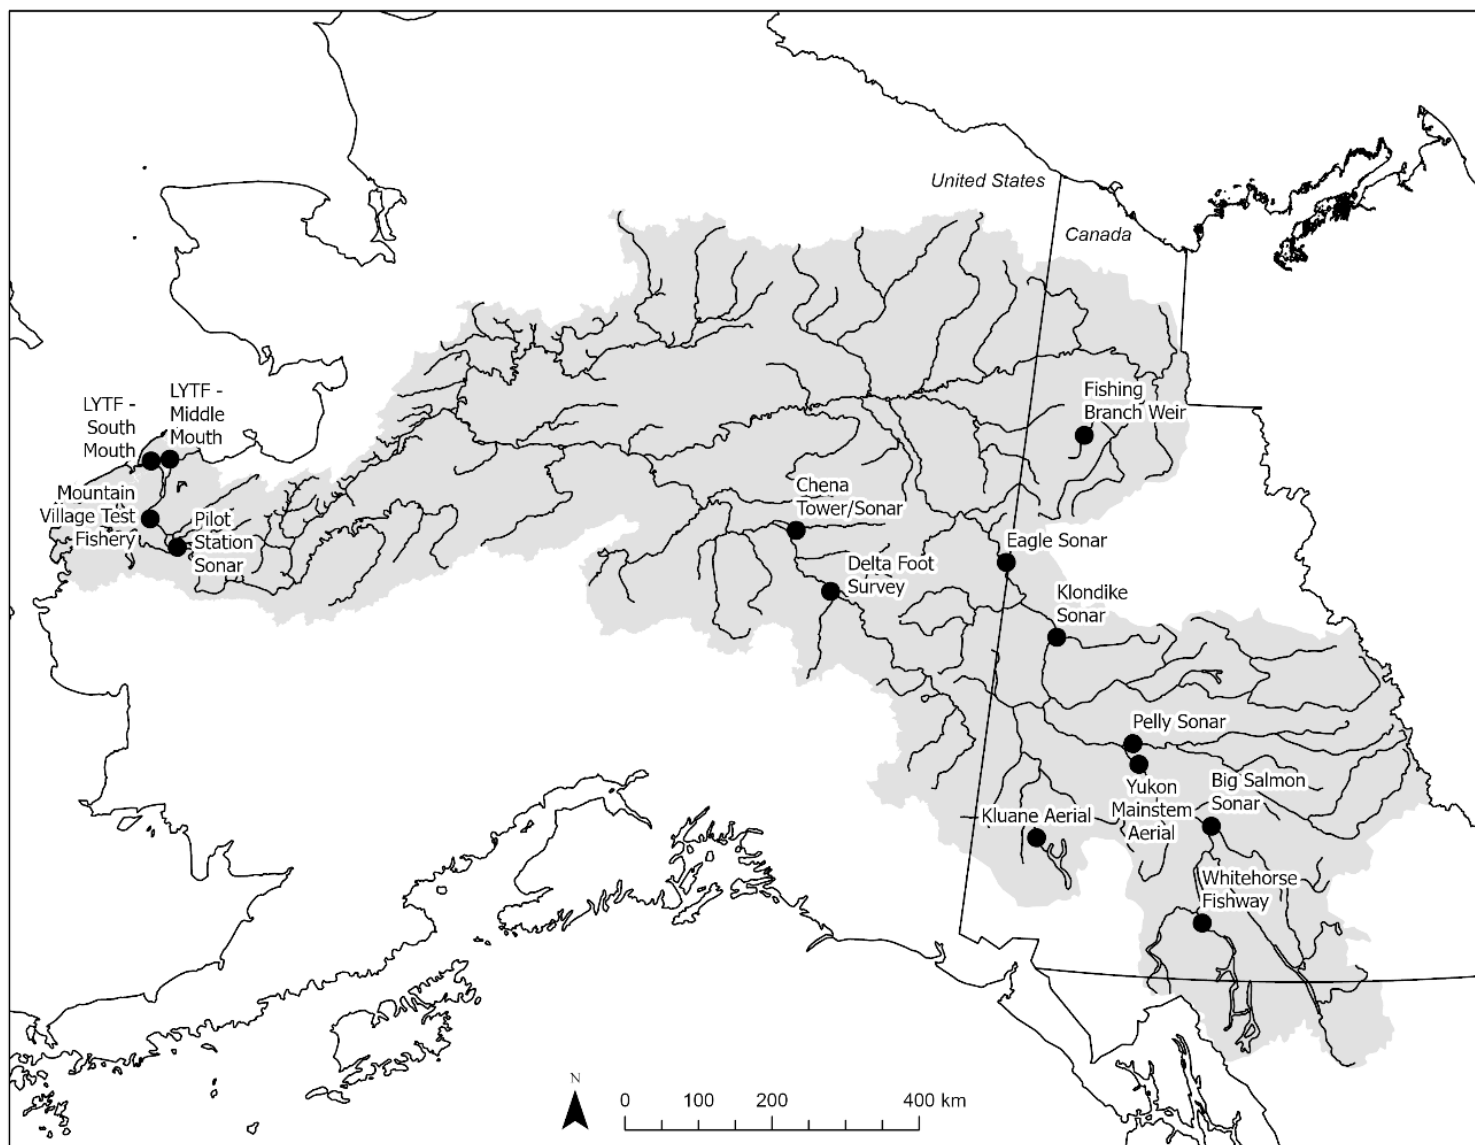 United States
Canada
LYTF -
South
Mouth
LYTF -
Middle
Mouth
Fishing
Branch Weir
Mountain
Village Test
Fishery
Pilot
Station
Sonar
Chena
Tower/Sonar
Eagle Sonar
Delta Foot
Survey
Klondike
Sonar
Pelly Sonar
Yukon
Mainstem
Aerial
Big Salmon
Sonar
Kluane Aerial
Whitehorse
Fishway
N
0 100 200 400 km